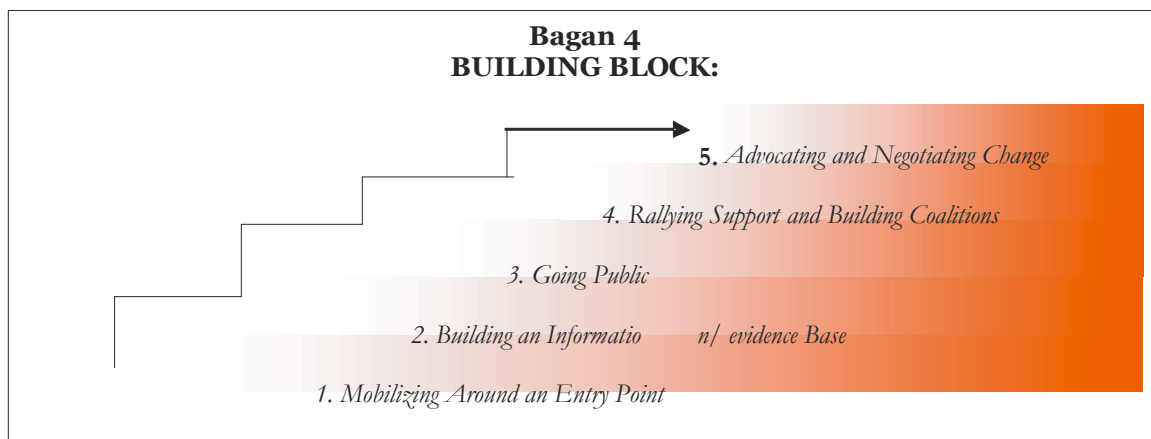 Bagan 4
BUILDING BLOCK:
5. Advocating and Negotiating Change
4. Rallying Support and Building Coalitions
3. Going Public
2. Building an Informatio n/ evidence Base
1. Mobilizing Around an Entry Point